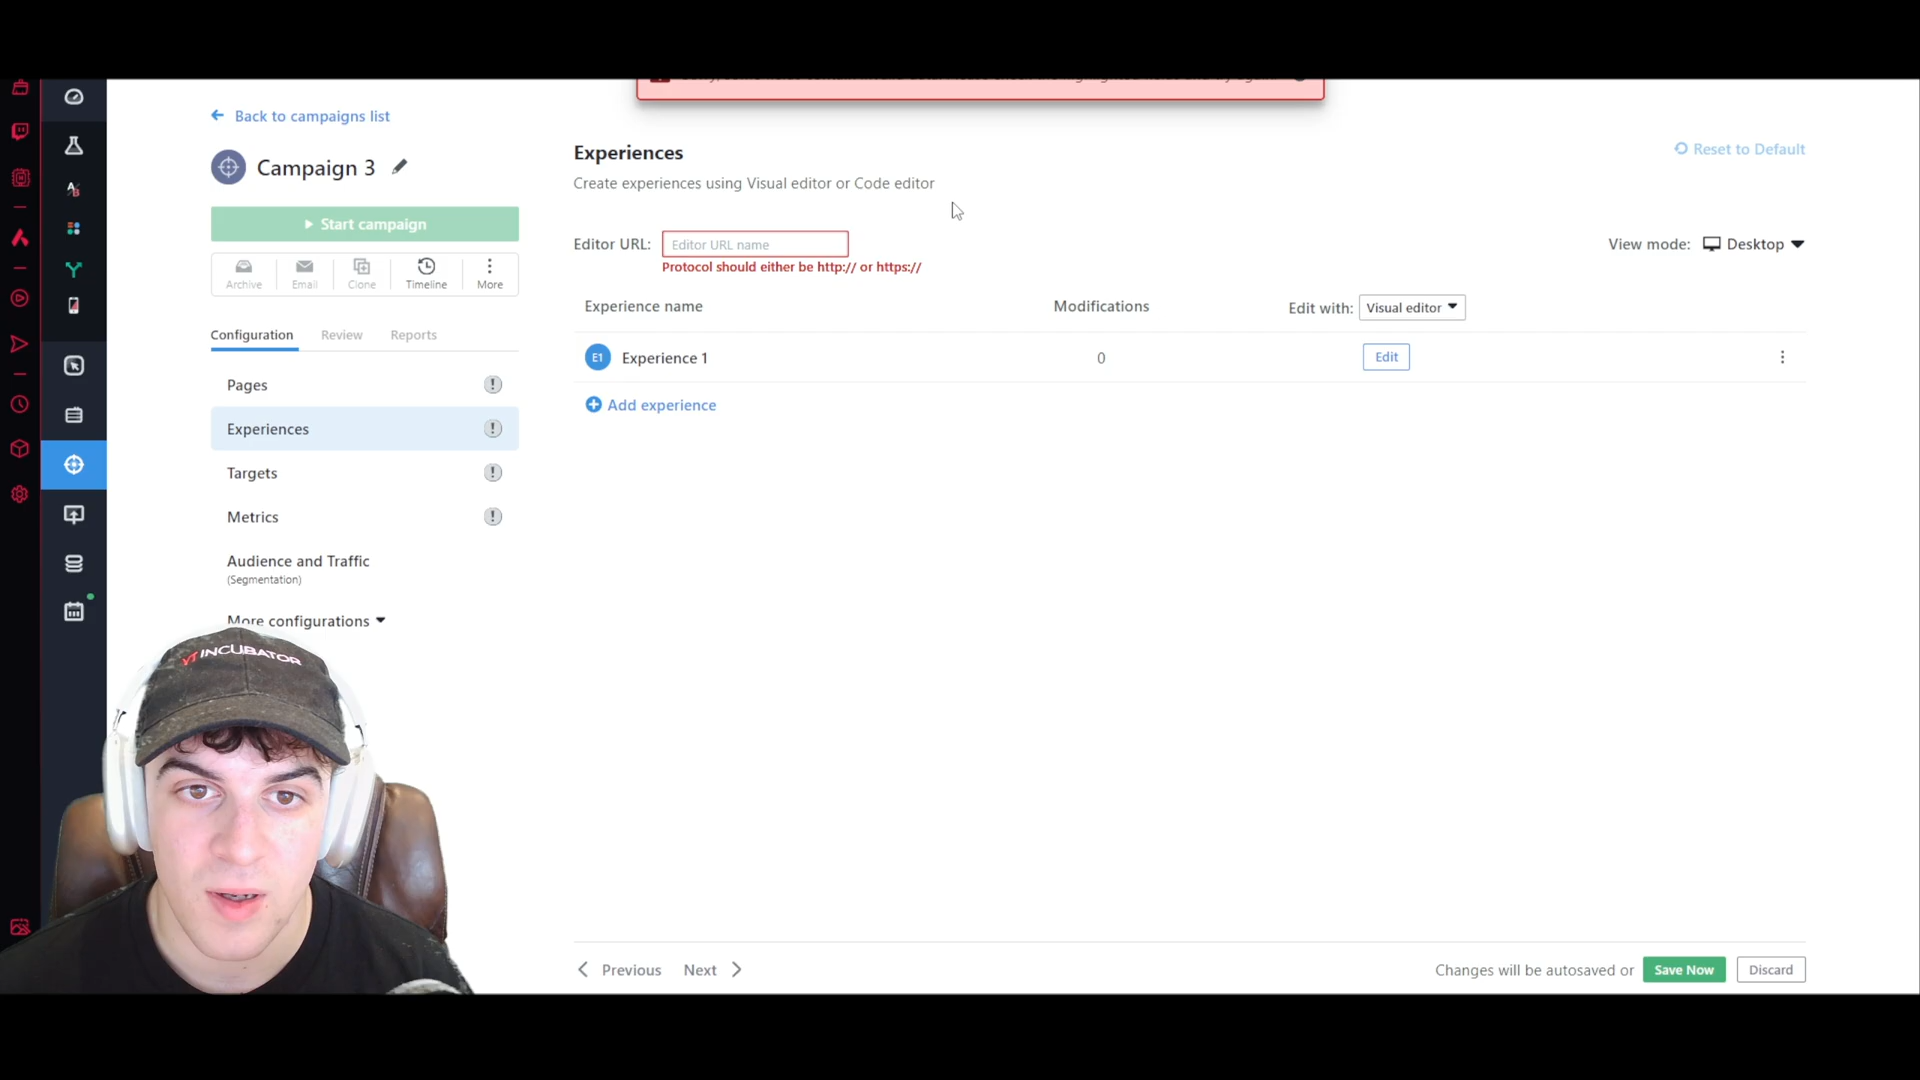 Back to campaigns list
Campaign 3
Start campaign
Archive
Email
Clone
Timeline
More
Configuration
Review
Reports
Pages
Experiences
Targets
Metrics
Audience and Traffic
(Segmentation)
More configurations
Experiences
Create experiences using Visual editor or Code editor
Reset to Default
Editor URL:
Editor URL name
Protocol should either be http:// or https://
View mode:
Desktop
Experience name
Modifications
Edit with:
Visual editor
E1
Experience 1
0
Edit
Add experience
Previous
Next
Changes will be autosaved or
Save Now
Discard
YTINCUBATOR